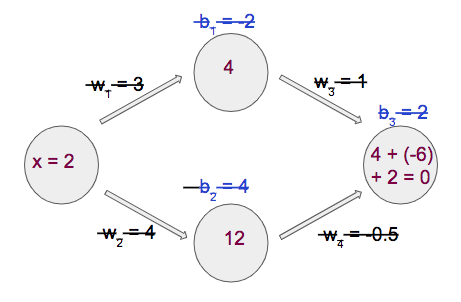 b₁ = -2
4
w₁ = 3
w₃ = 1
b₃ = 2
x = 2
4 + (-6)
+ 2 = 0
b₂ = 4
12
w₂ = 4
w₄ = -0.5